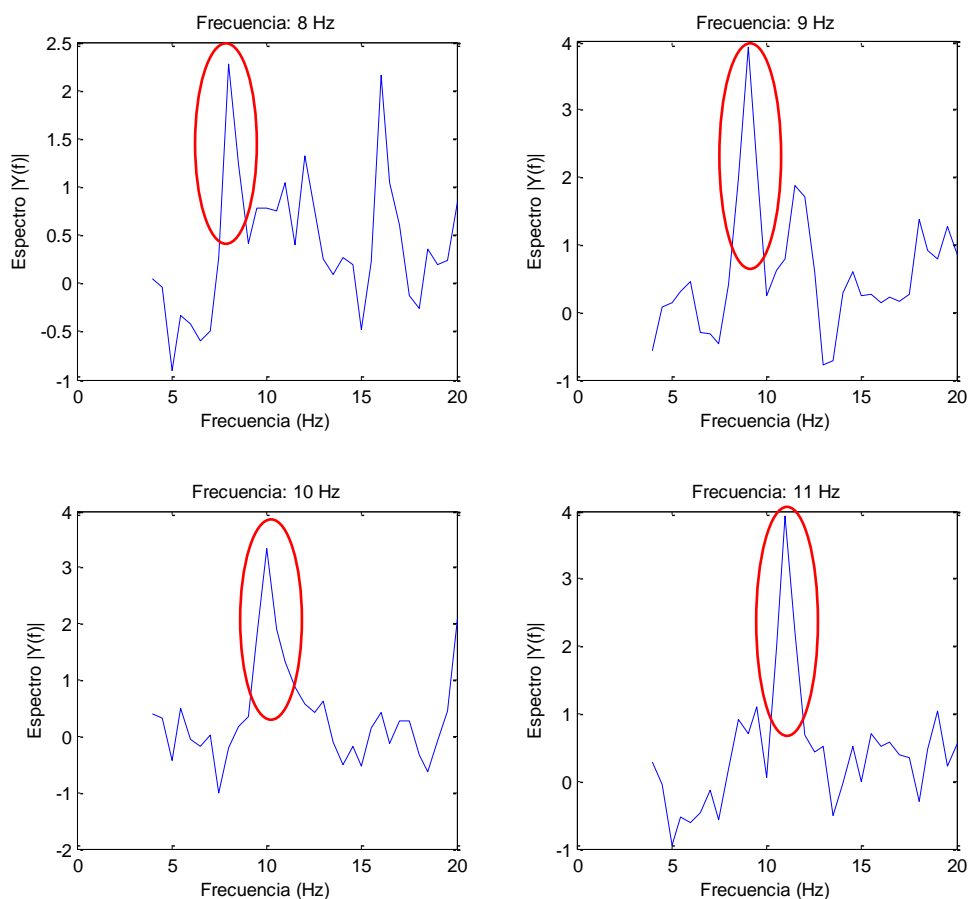 Frecuencia: 8 Hz
2.5
2
1.5
1
0.5
0
-0.5
-1
0 5 10 15 20
Espectro |Y(f)|
Frecuencia (Hz)
Frecuencia: 9 Hz
4
3
2
1
0
-1
0 5 10 15 20
Espectro |Y(f)|
Frecuencia (Hz)
Frecuencia: 10 Hz
4
3
2
1
0
-1
-2
0 5 10 15 20
Espectro |Y(f)|
Frecuencia (Hz)
Frecuencia: 11 Hz
4
3
2
1
0
-1
0 5 10 15 20
Espectro |Y(f)|
Frecuencia (Hz)